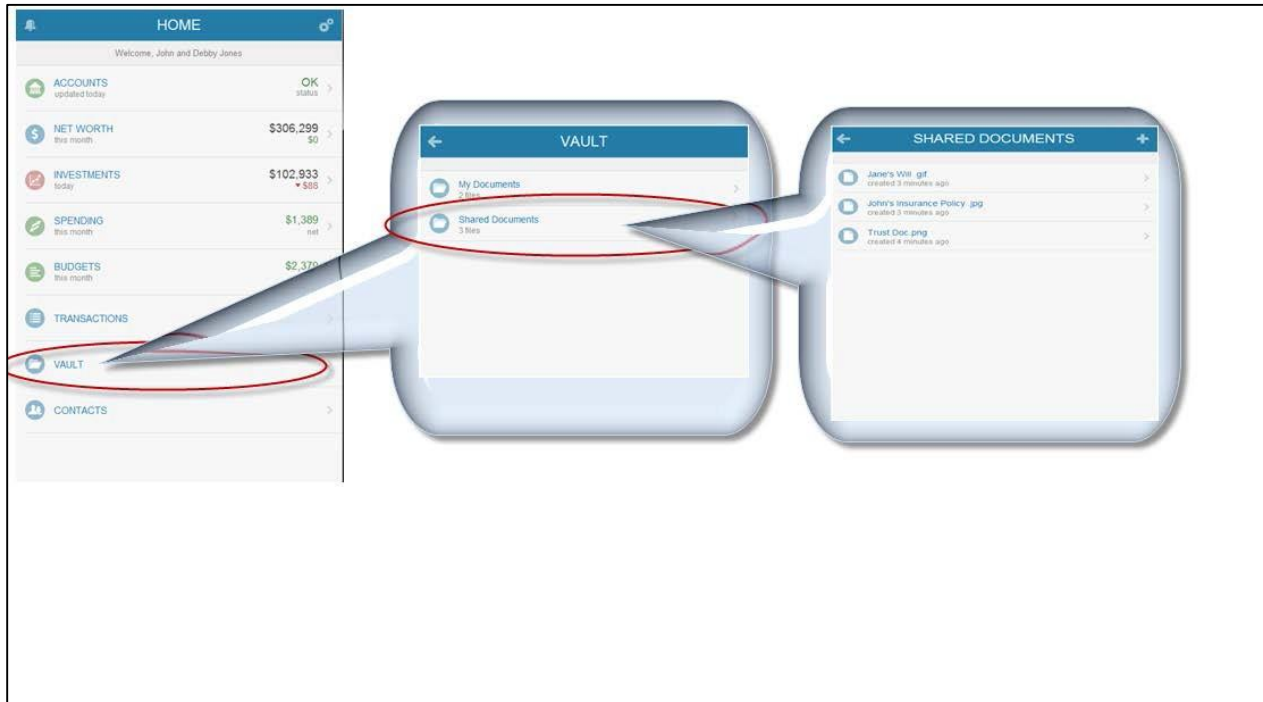 HOME
Welcome, John and Debby Jones
ACCOUNTS
updated today
OK
status
NET WORTH
this month
$306,299
$0
INVESTMENTS
today
$102,933
$86
SPENDING
this month
$1,389
net
BUDGETS
this month
$2,379
TRANSACTIONS
VAULT
CONTACTS
VAULT
My Documents
2 files
Shared Documents
3 files
SHARED DOCUMENTS
Jane's Will .gif
created 3 minutes ago
John's Insurance Policy .jpg
created 3 minutes ago
Trust Doc.png
created 4 minutes ago